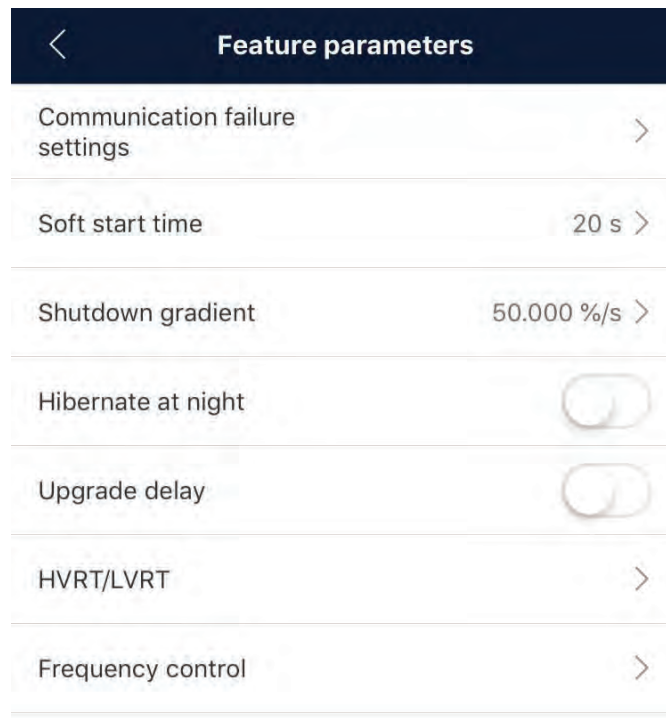 Feature parameters
Communication failure
settings
Soft start time 20 s
Shutdown gradient 50.000 %/s
Hibernate at night
Upgrade delay
HVRT/LVRT
Frequency control